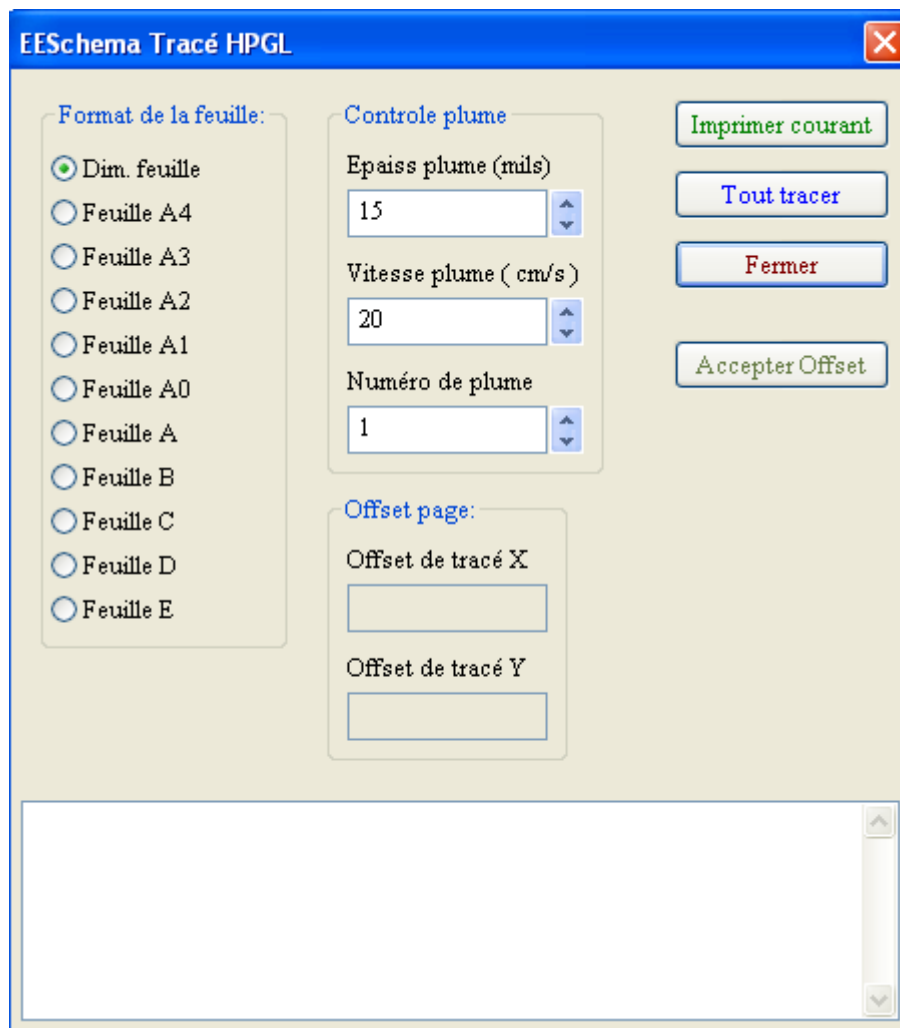 EESchema Tracé HPGL
Format de la feuille:
Dim. feuille
Feuille A4
Feuille A3
Feuille A2
Feuille A1
Feuille A0
Feuille A
Feuille B
Feuille C
Feuille D
Feuille E
Controle plume
Epaiss plume (mils)
15
Vitesse plume ( cm/s )
20
Numéro de plume
1
Offset page:
Offset de tracé X
Offset de tracé Y
Imprimer courant
Tout tracer
Fermer
Accepter Offset